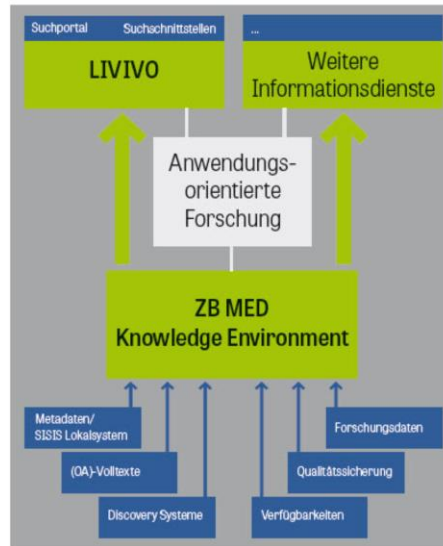 Suchportal Suchschnittstellen ...
LIVIVO
Weitere
Informationsdienste
Anwendungs-
orientierte
Forschung
ZB MED
Knowledge Environment
Metadaten/
SISIS Lokalsystem
Forschungsdaten
(OA)-Volltexte
Qualitätssicherung
Discovery Systeme
Verfügbarkeiten